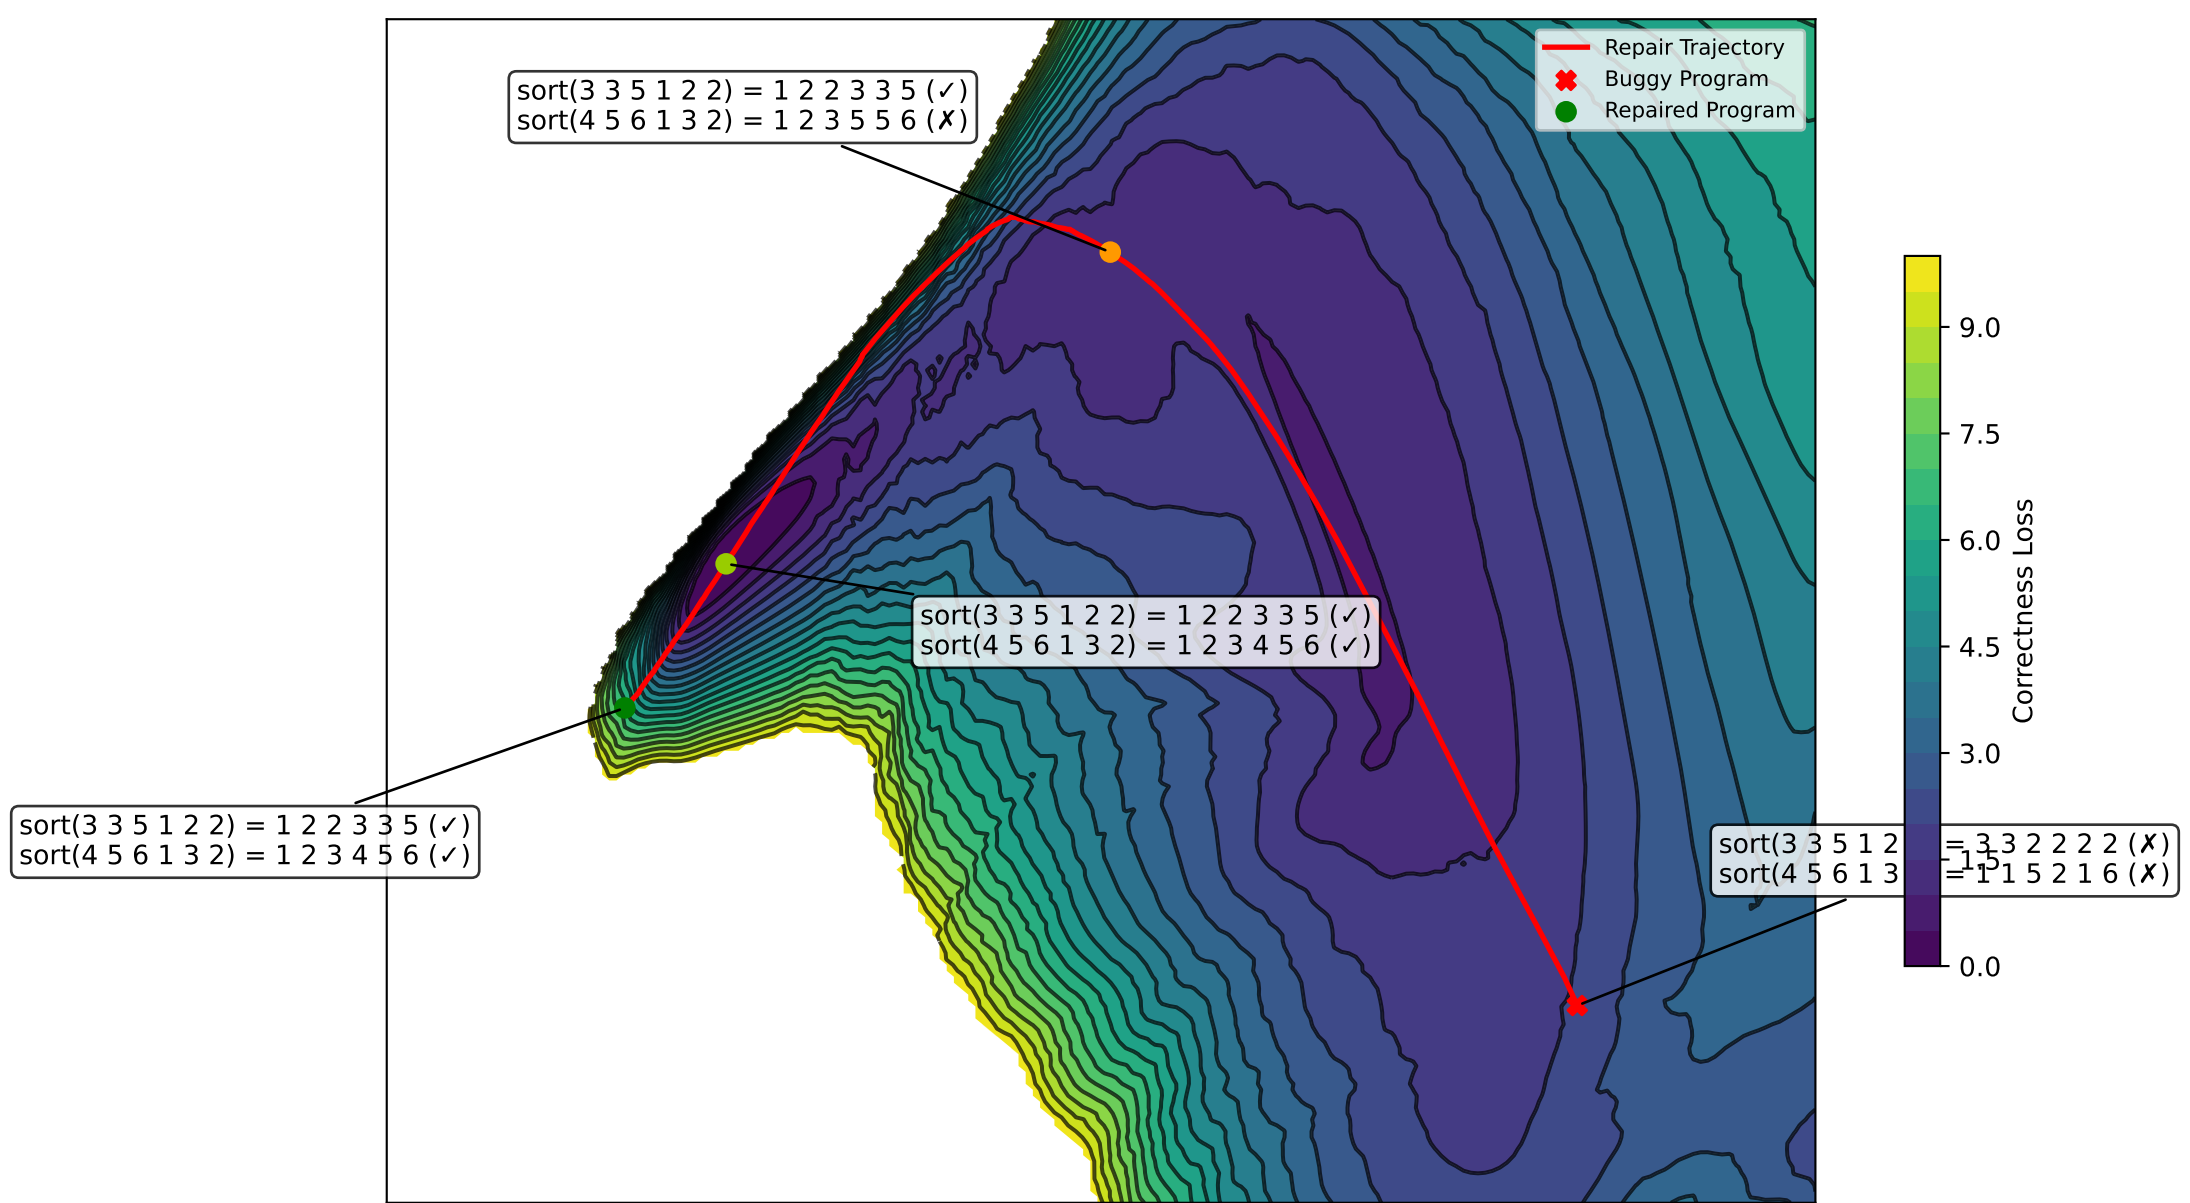 sort(3 3 5 1 2 2) = 1 2 2 3 3 5 (✓)
sort(4 5 6 1 3 2) = 1 2 3 5 5 6 (✗)
Repair Trajectory
Buggy Program
Repaired Program
9.0
7.5
6.0
4.5
3.0
1.5
0.0
Correctness Loss
sort(3 3 5 1 2 2) = 1 2 2 3 3 5 (✓)
sort(4 5 6 1 3 2) = 1 2 3 4 5 6 (✓)
sort(3 3 5 1 2 2) = 1 2 2 3 3 5 (✓)
sort(4 5 6 1 3 2) = 1 2 3 4 5 6 (✓)
sort(3 3 5 1 2 = 3 3 2 2 2 2 (✗)
sort(4 5 6 1 3 = 1 1 5 2 1 6 (✗)